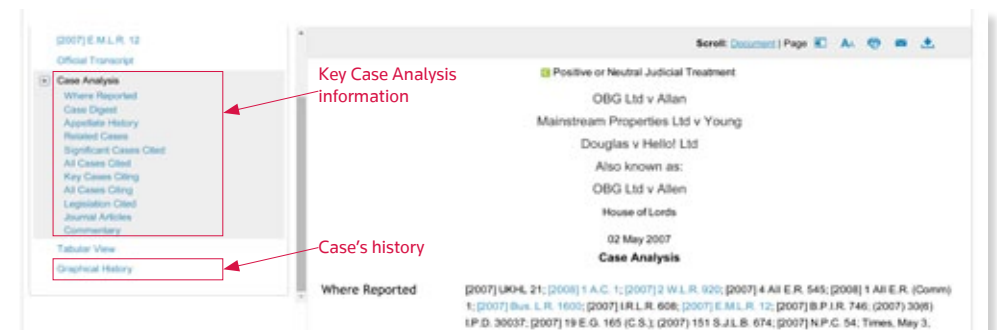 [2007] E.M.L.R. 12
Official Transcript
Case Analysis
Where Reported
Case Digest
Appellate History
Related Cases
Significant Cases Cited
All Cases Cited
Key Cases Citing
All Cases Citing
Legislation Cited
Journal Articles
Commentary
Tabular View
Graphical History
Key Case Analysis
information
Case's history
Scroll: Document | Page
Positive or Neutral Judicial Treatment
OBG Ltd v Allan
Mainstream Properties Ltd v Young
Douglas v Hello! Ltd
Also known as:
OBG Ltd v Allen
House of Lords
02 May 2007
Case Analysis
Where Reported
[2007] UKHL 21; [2008] 1 A.C. 1; [2007] 2 W.L.R. 920; [2007] 4 All E.R. 545; [2008] 1 All E.R. (Comm)
1; [2007] Bus. L.R. 1600; [2007] I.R.L.R. 608; [2007] E.M.L.R. 12; [2007] B.P.I.R. 746; (2007) 30(6)
I.P.D. 30037; [2007] 19 E.G. 165 (C.S.); (2007) 151 S.J.L.B. 674; [2007] N.P.C. 54; Times, May 3,